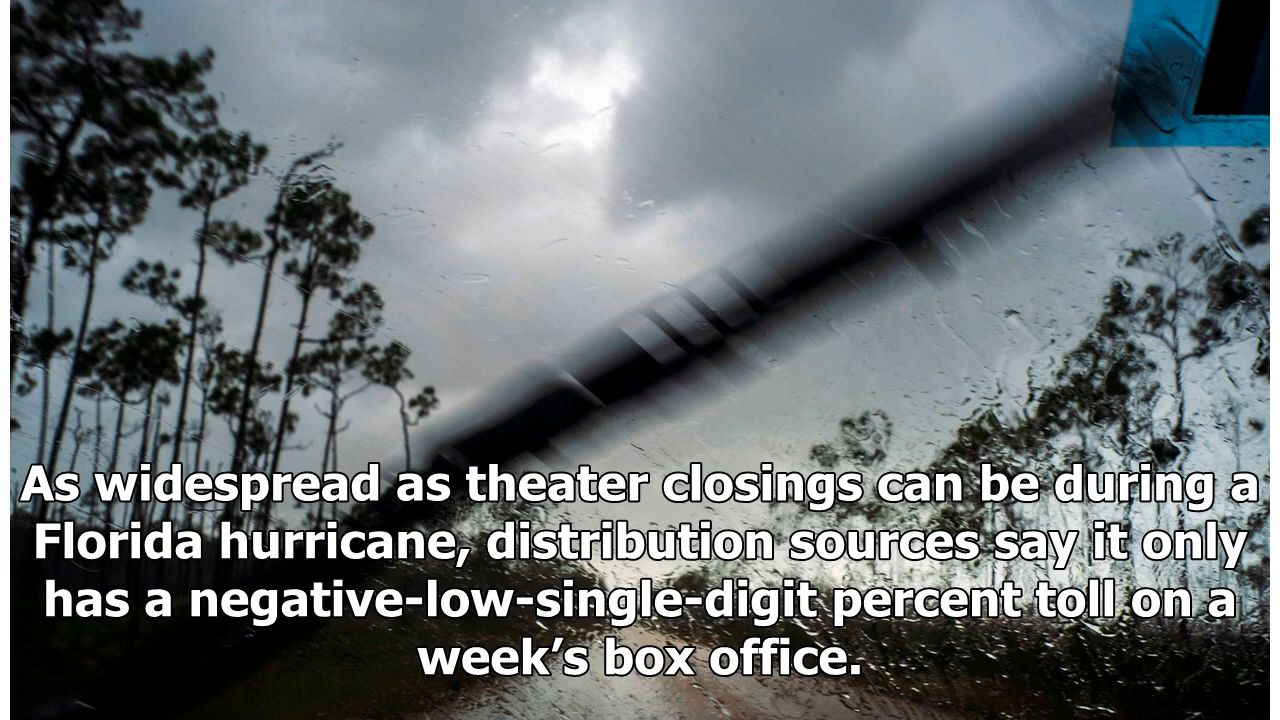 As widespread as theater closings can be during a
Florida hurricane, distribution sources say it only
has a negative-low-single-digit percent toll on a
week’s box office.